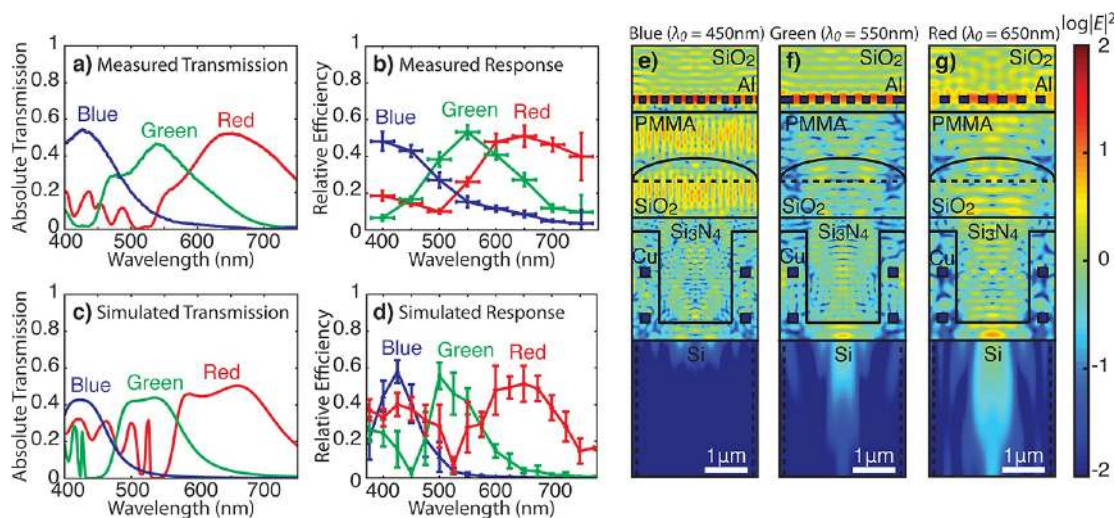 a) Measured Transmission
Absolute Transmission
1
0.8
0.6
0.4
0.2
0
Blue
Green
Red
400 500 600 700
Wavelength (nm)
b) Measured Response
Relative Efficiency
1
0.8
0.6
0.4
0.2
0
Blue
Green
Red
400 500 600 700
Wavelength (nm)
c) Simulated Transmission
Absolute Transmission
1
0.8
0.6
0.4
0.2
0
Blue
Green
Red
400 500 600 700
Wavelength (nm)
d) Simulated Response
Relative Efficiency
1
0.8
0.6
0.4
0.2
0
Blue
Green
Red
400 500 600 700
Wavelength (nm)
Blue (λ₀ = 450nm) Green (λ₀ = 550nm) Red (λ₀ = 650nm)
e)
SiO₂
Al
PMMA
SiO₂
Si₃N₄
Cu
Si
1μm
f)
SiO₂
Al
PMMA
SiO₂
Si₃N₄
Cu
Si
1μm
g)
SiO₂
Al
PMMA
SiO₂
Si₃N₄
Cu
Si
1μm
log|E|²
2
1
0
-1
-2